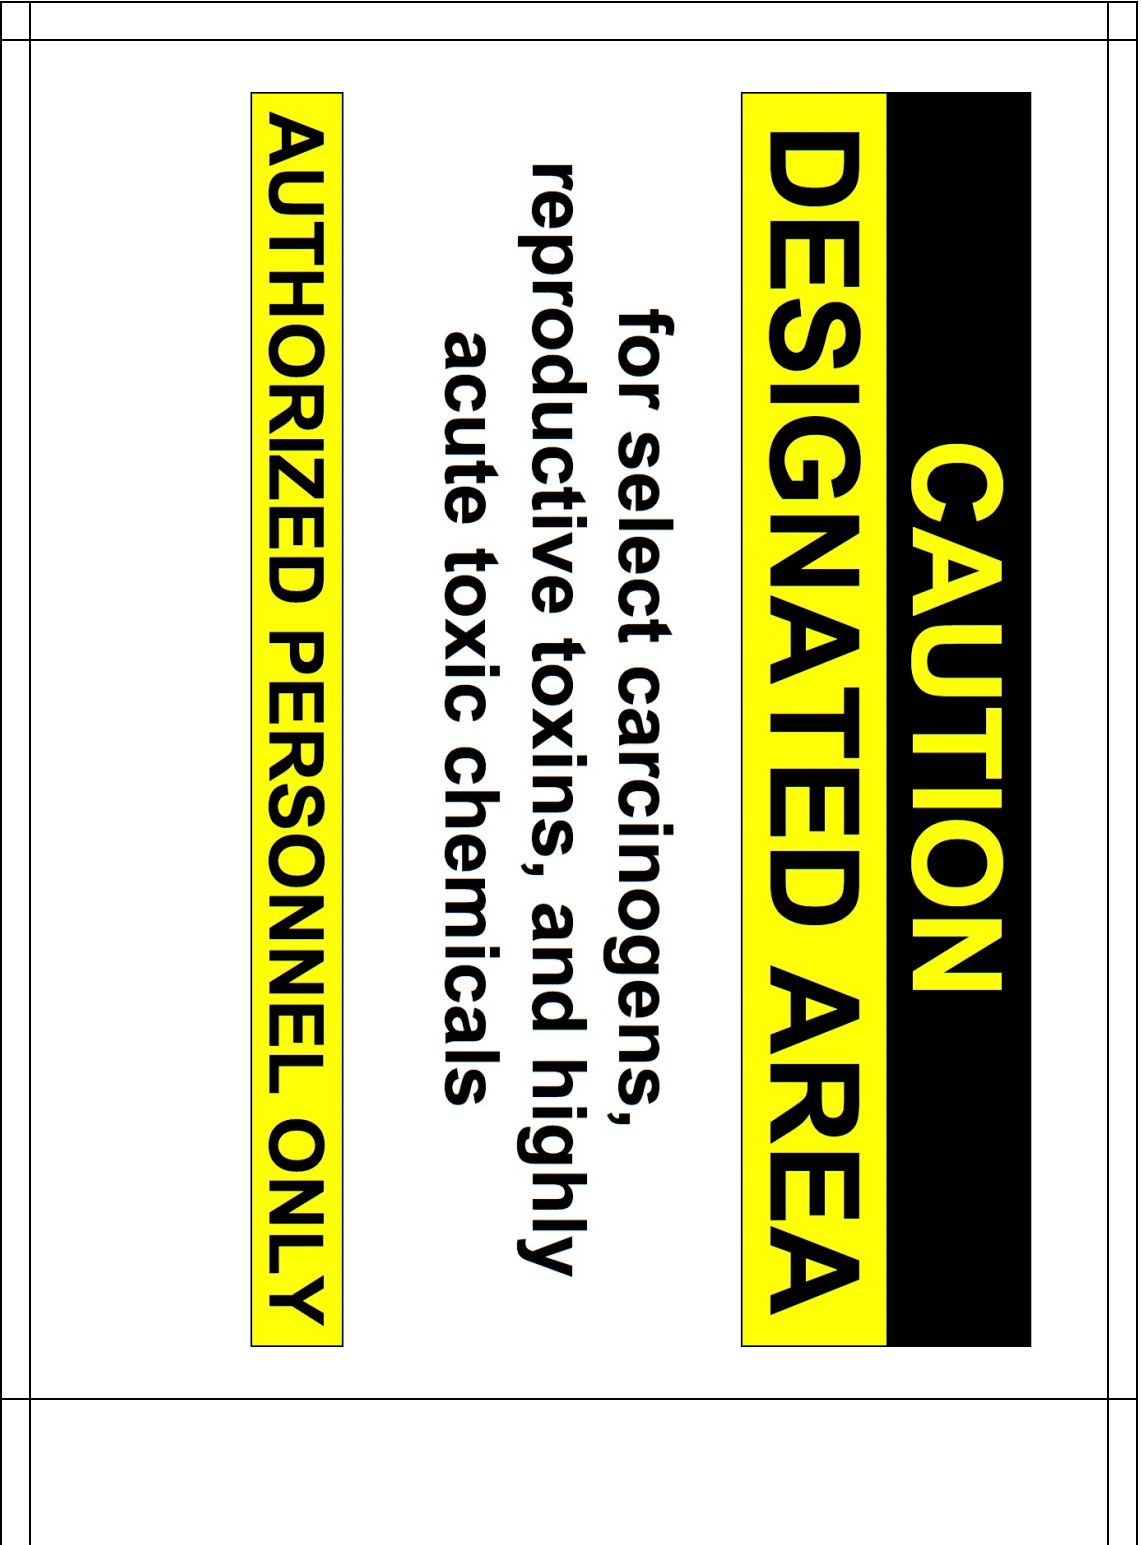 CAUTION
DESIGNATED AREA
for select carcinogens,
reproductive toxins, and highly
acute toxic chemicals
AUTHORIZED PERSONNEL ONLY